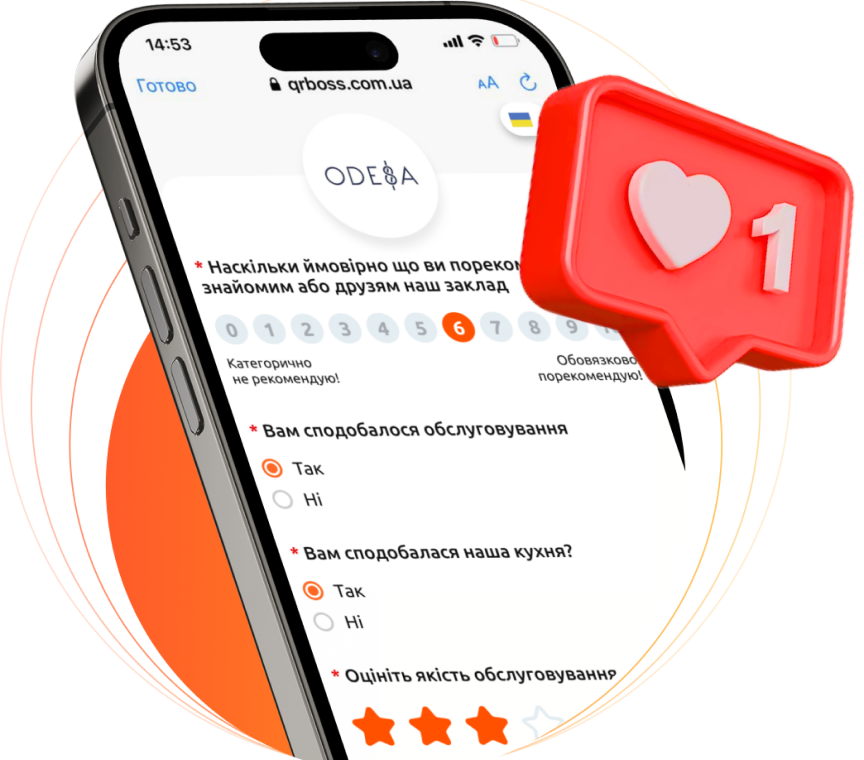 14:53
Готово
qrboss.com.ua
AA
ODESA
* Наскільки ймовірно що ви
знайомим або друзям наш заклад
0 1 2 3 4 5 6 7 8 9
Категорично
не рекомендую!
Обовязково
порекомендую!
* Вам сподобалося обслуговування
Так
Ні
* Вам сподобалася наша кухня?
Так
Ні
* Оцініть якість обслуговування
1